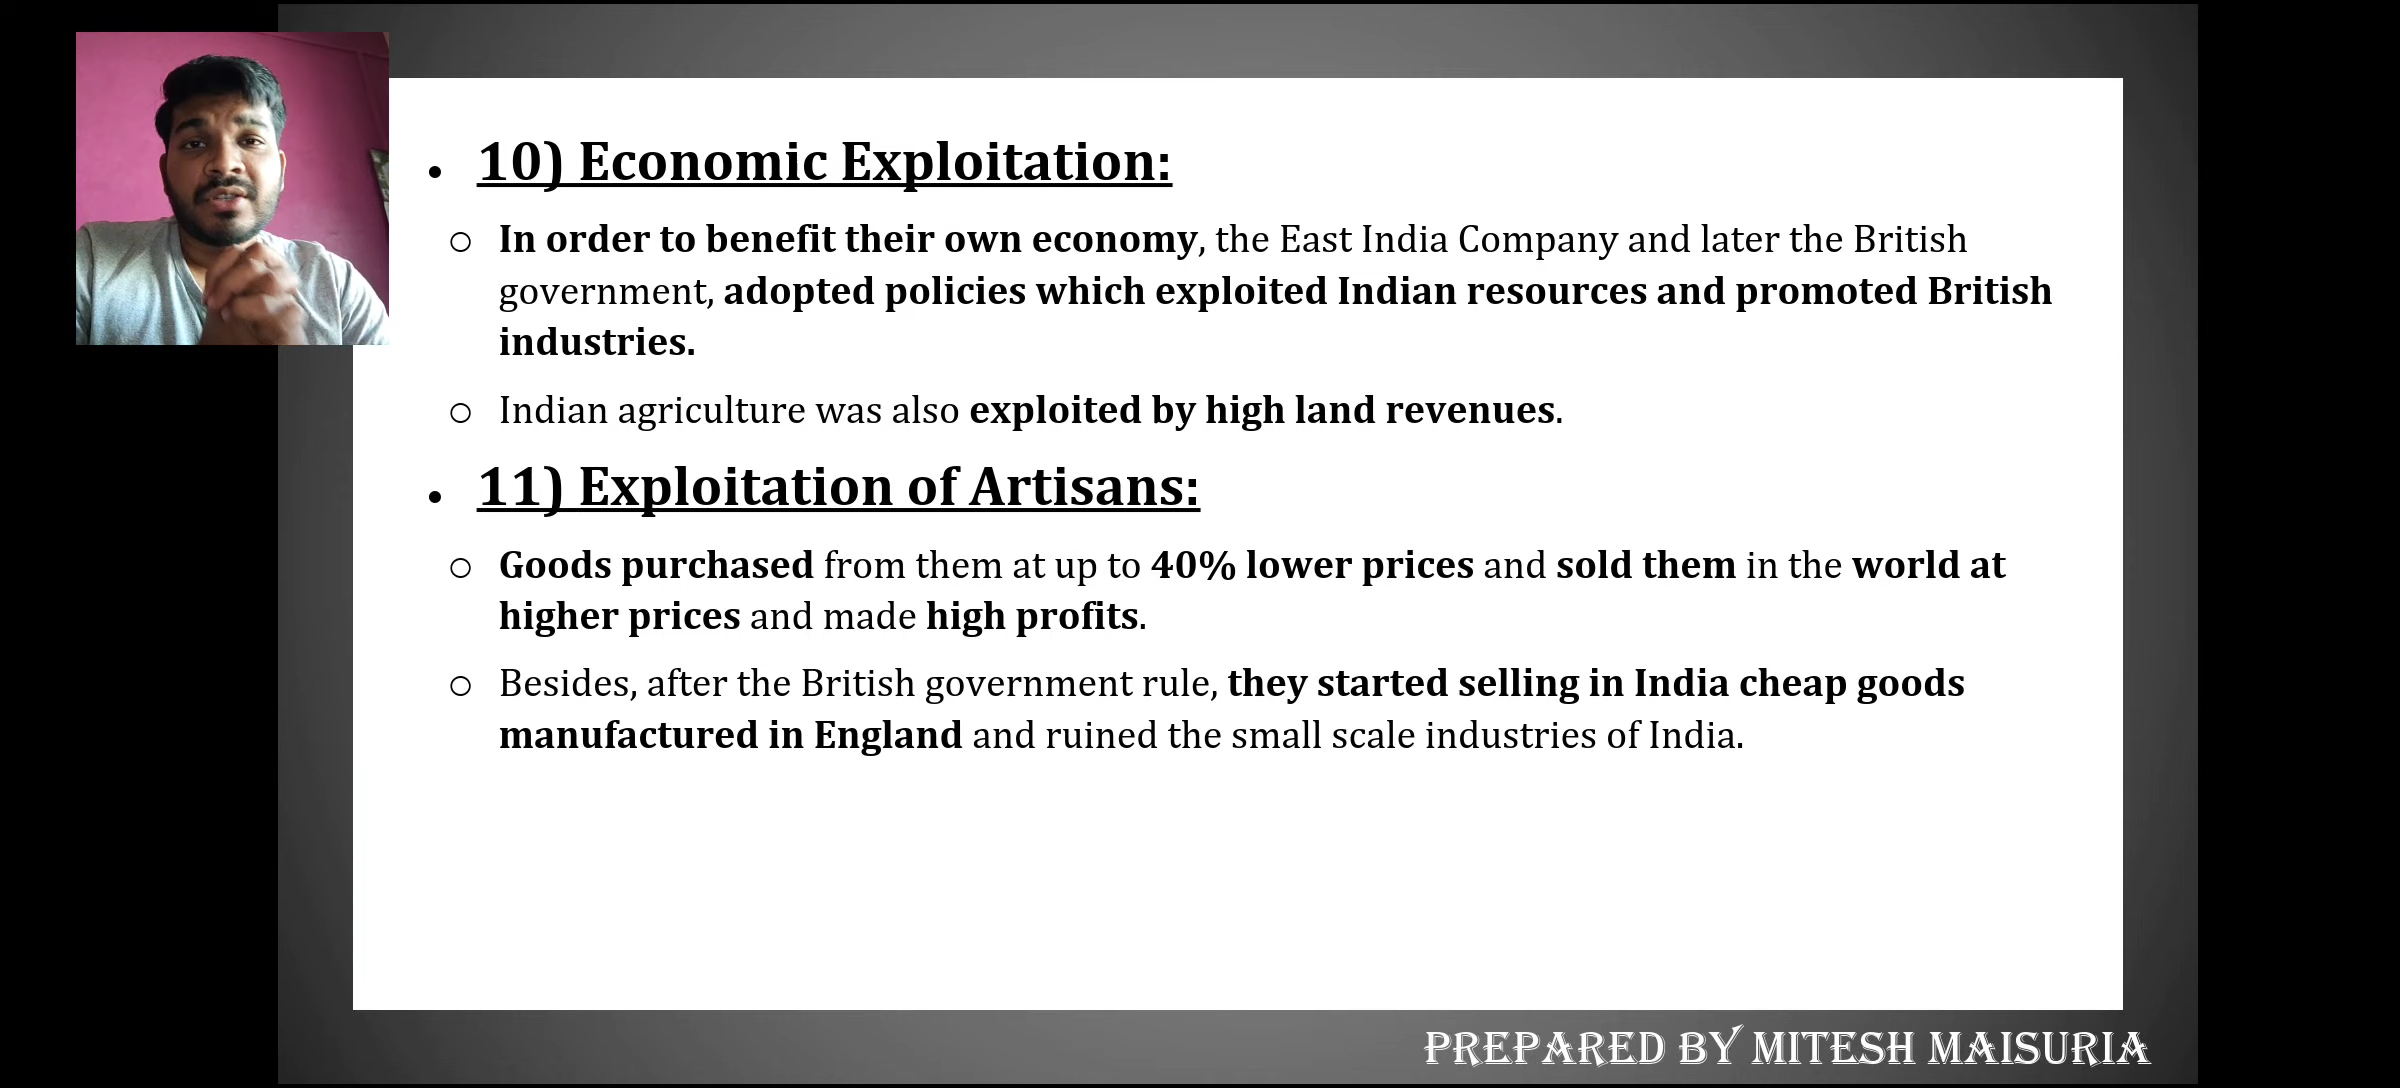 • 10) Economic Exploitation:
○ In order to benefit their own economy, the East India Company and later the British
government, adopted policies which exploited Indian resources and promoted British
industries.
○ Indian agriculture was also exploited by high land revenues.
• 11) Exploitation of Artisans:
○ Goods purchased from them at up to 40% lower prices and sold them in the world at
higher prices and made high profits.
○ Besides, after the British government rule, they started selling in India cheap goods
manufactured in England and ruined the small scale industries of India.
PREPARED BY MITESH MAISURIA